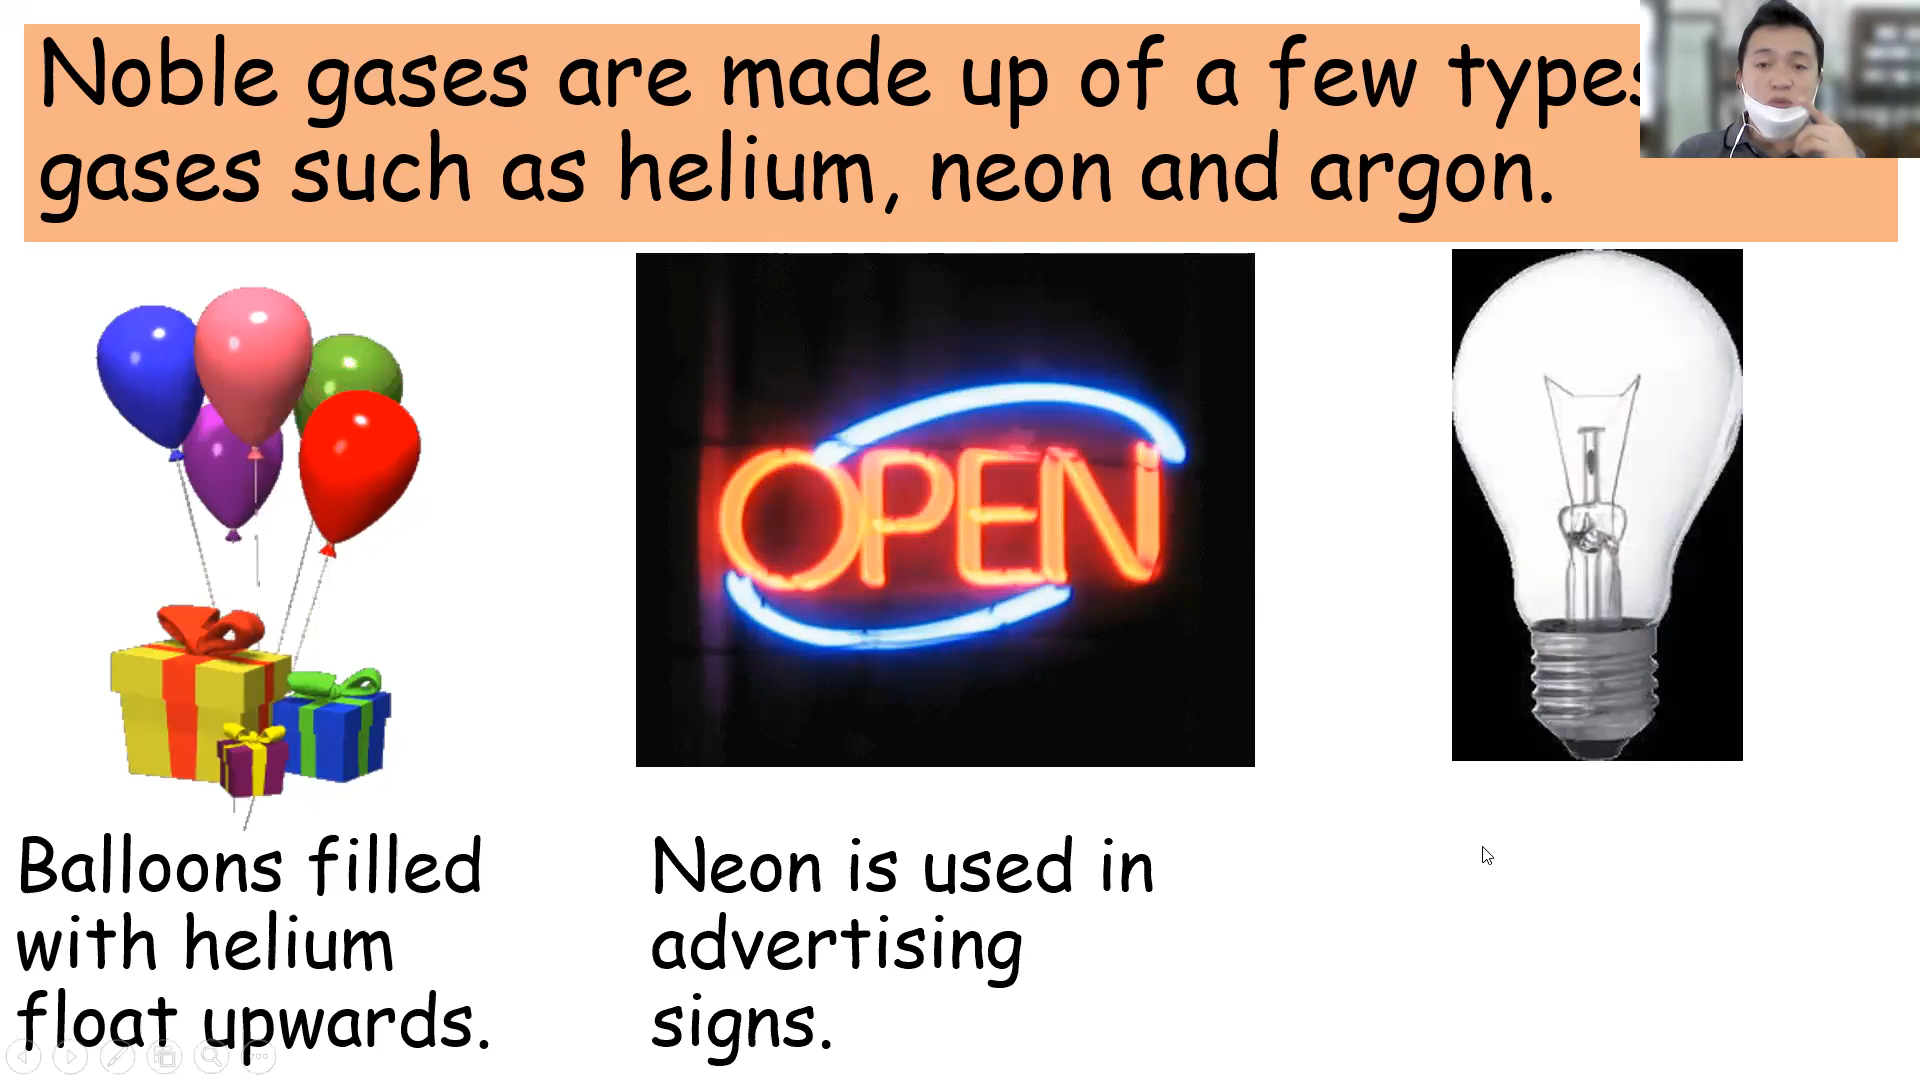 Noble gases are made up of a few types
gases such as helium, neon and argon.
OPEN
Balloons filled
with helium
float upwards.
Neon is used in
advertising
signs.